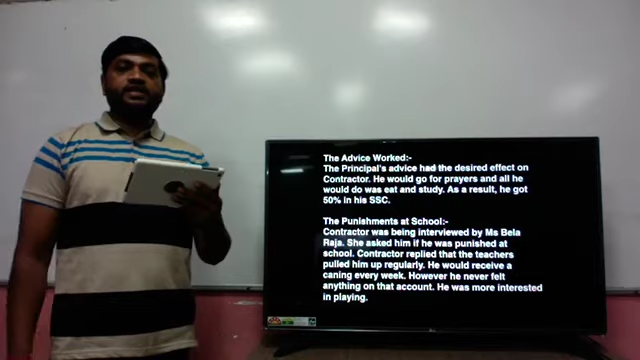 The Advice Worked:-
The Principal's advice had the desired effect on
Contractor. He would go for prayers and all he
would do was eat and study. As a result, he got
50% in his SSC.
The Punishments at School:-
Contractor was being interviewed by Ms Bela
Raja. She asked him if he was punished at
school. Contractor replied that the teachers
pulled him up regularly. He would receive a
caning every week. However he never felt
anything on that account. He was more interested
in playing.